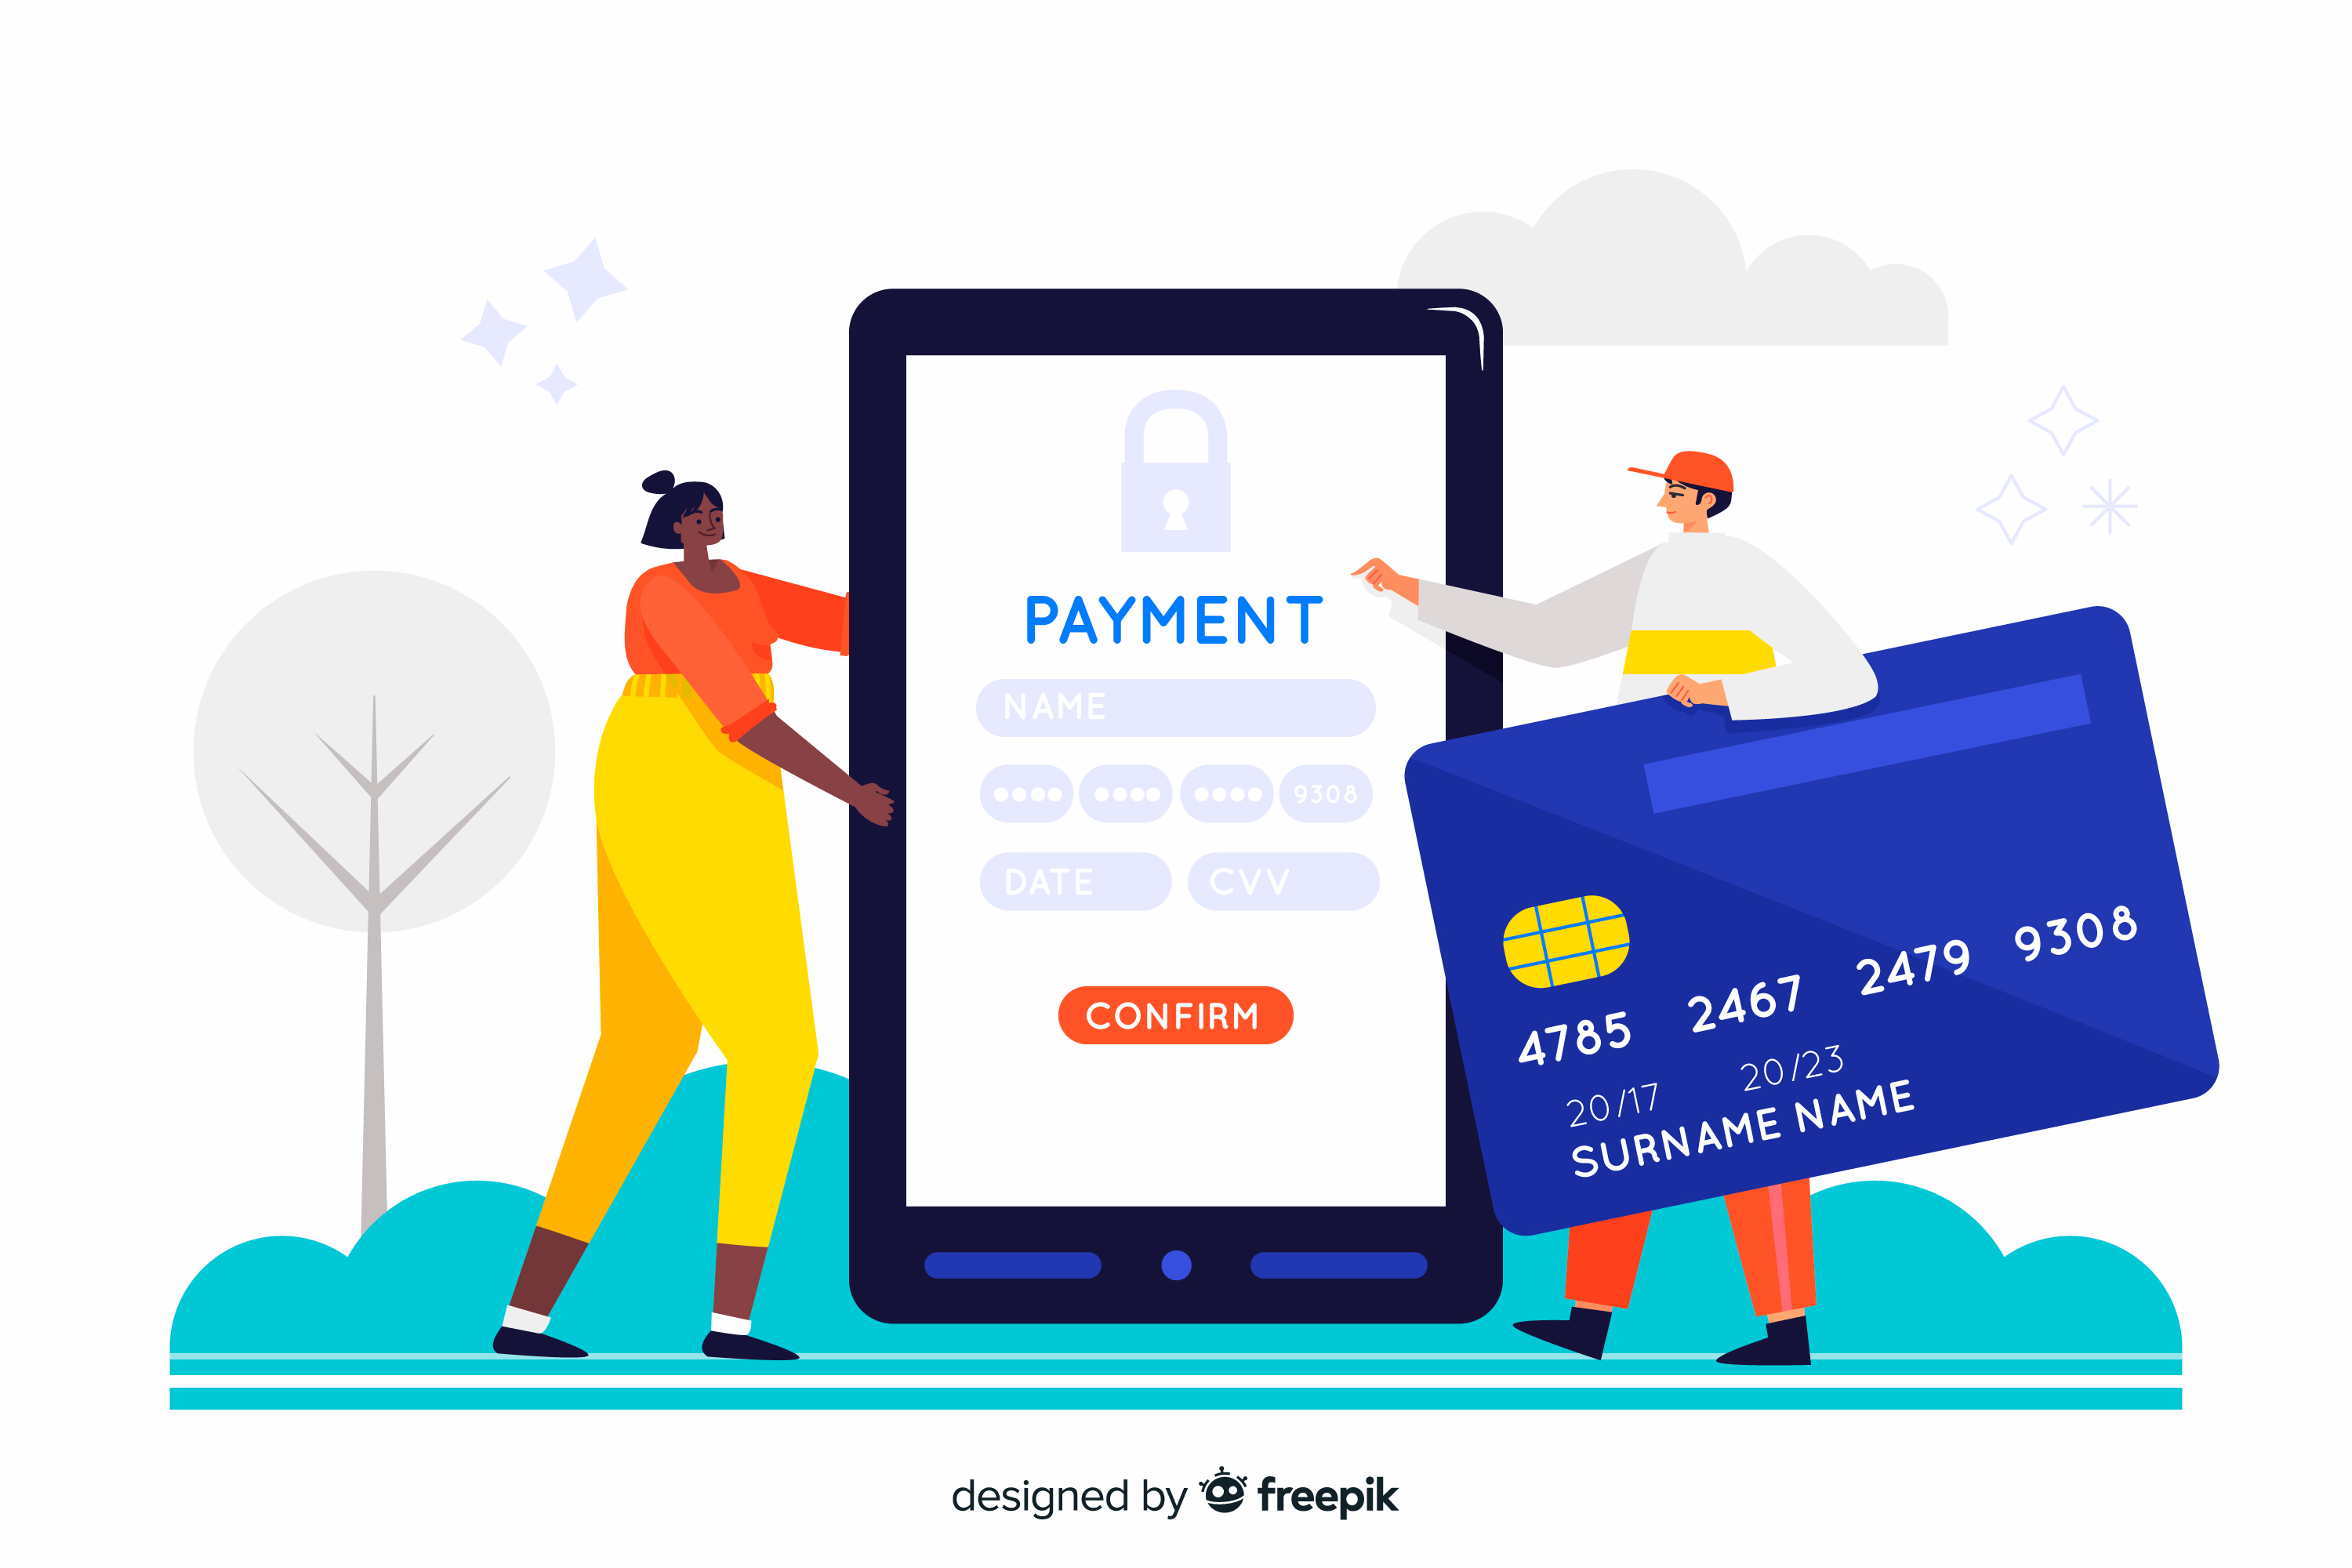 PAYMENT
NAME
9308
DATE CVV
CONFIRM
4785 2467 2479 9308
20/17 20/23
SURNAME NAME
designed by freepik